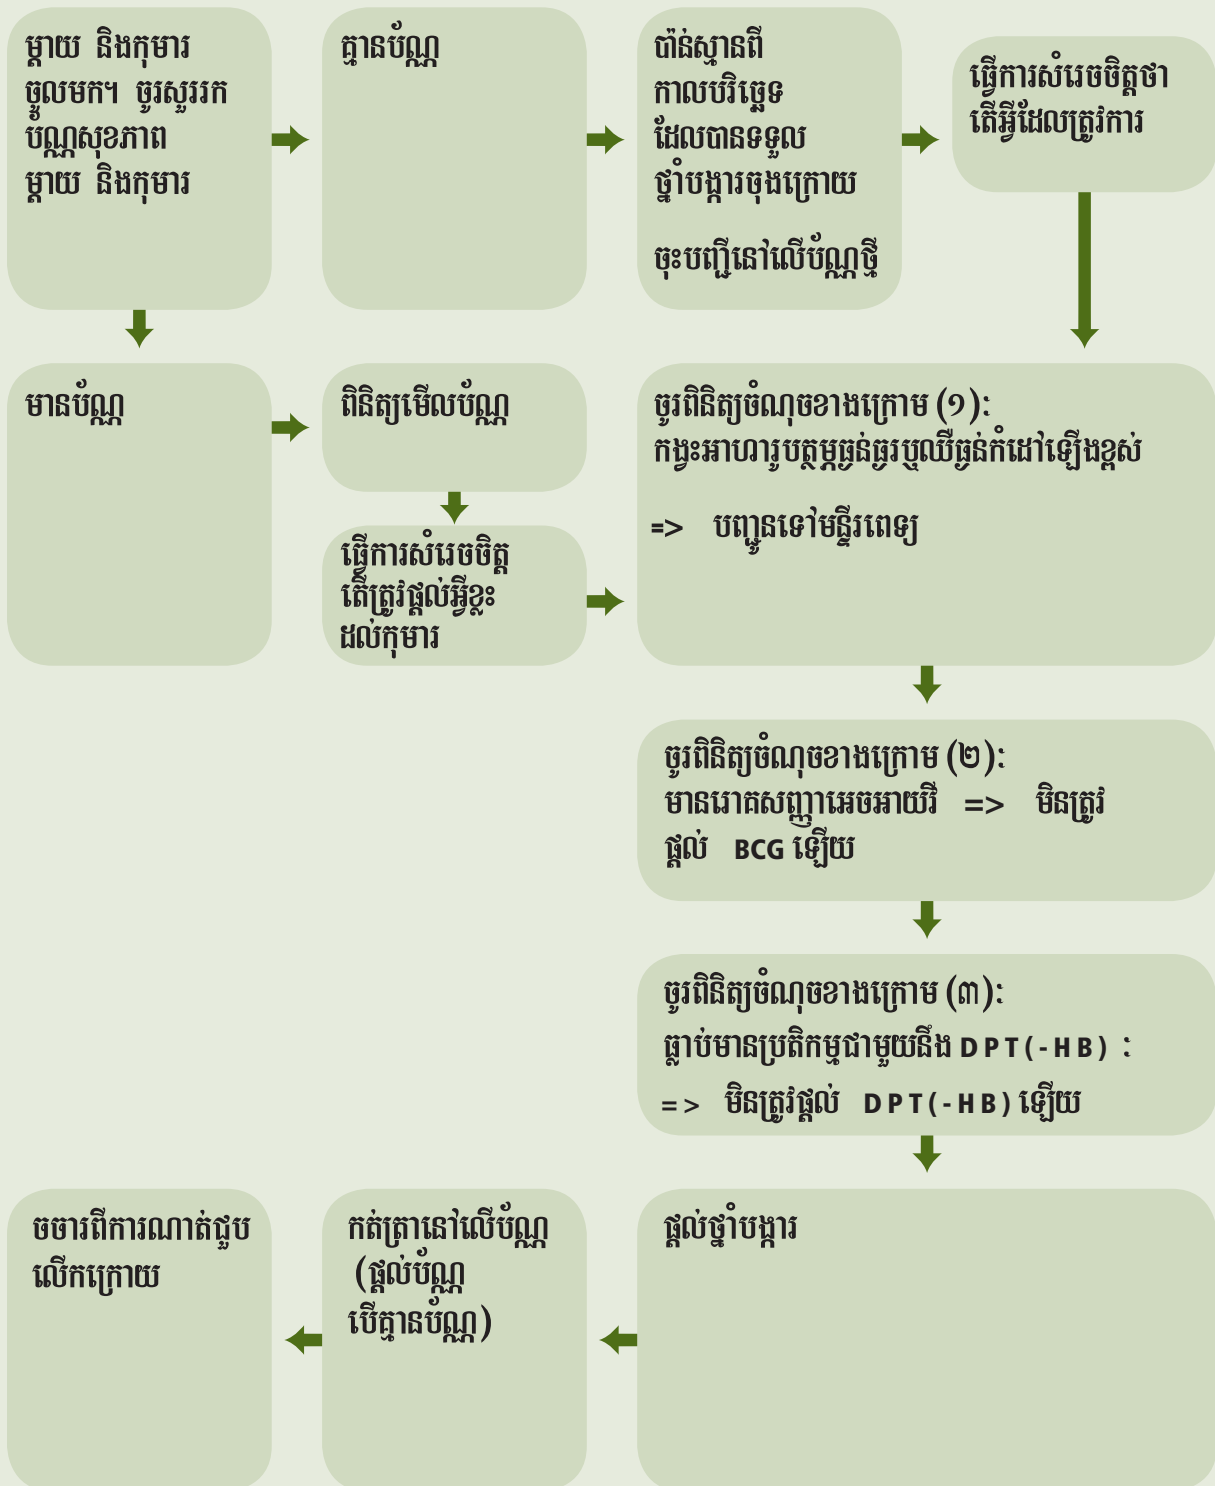 ម្តាយ និងកុមារ
ចូលមក។ ចូរសួររក
ប័ណ្ណសុខភាព
ម្តាយ និងកុមារ
គ្មានប័ណ្ណ
ប៉ាន់ស្មានពី
កាលបរិច្ឆេទ
ដែលបានទទួល
ថ្នាំបង្ការចុងក្រោយ
ចុះបញ្ជីនៅលើប័ណ្ណថ្មី
ធ្វើការសំរេចចិត្តថា
តើអ្វីដែលត្រូវការ
មានប័ណ្ណ
ពិនិត្យមើលប័ណ្ណ
ធ្វើការសំរេចចិត្ត
តើត្រូវផ្តល់អ្វីខ្លះ
ដល់កុមារ
ចូរពិនិត្យចំណុចខាងក្រោម (១):
កង្វះអាហារូបត្ថម្ភធ្ងន់ធ្ងរឬឈឺធ្ងន់កំដៅឡើងខ្ពស់
=> បញ្ជូនទៅមន្ទីរពេទ្យ
ចូរពិនិត្យចំណុចខាងក្រោម (២):
មានរោគសញ្ញាអេចអាយវី => មិនត្រូវ
ផ្តល់ BCG ឡើយ
ចូរពិនិត្យចំណុចខាងក្រោម (៣):
ធ្លាប់មានប្រតិកម្មជាមួយនឹង DPT(-HB) :
=> មិនត្រូវផ្តល់ DPT(-HB) ឡើយ
ផ្តល់ថ្នាំបង្ការ
កត់ត្រានៅលើប័ណ្ណ
(ផ្តល់ប័ណ្ណ
បើគ្មានប័ណ្ណ)
ចចារពីការណាត់ជួប
លើកក្រោយ